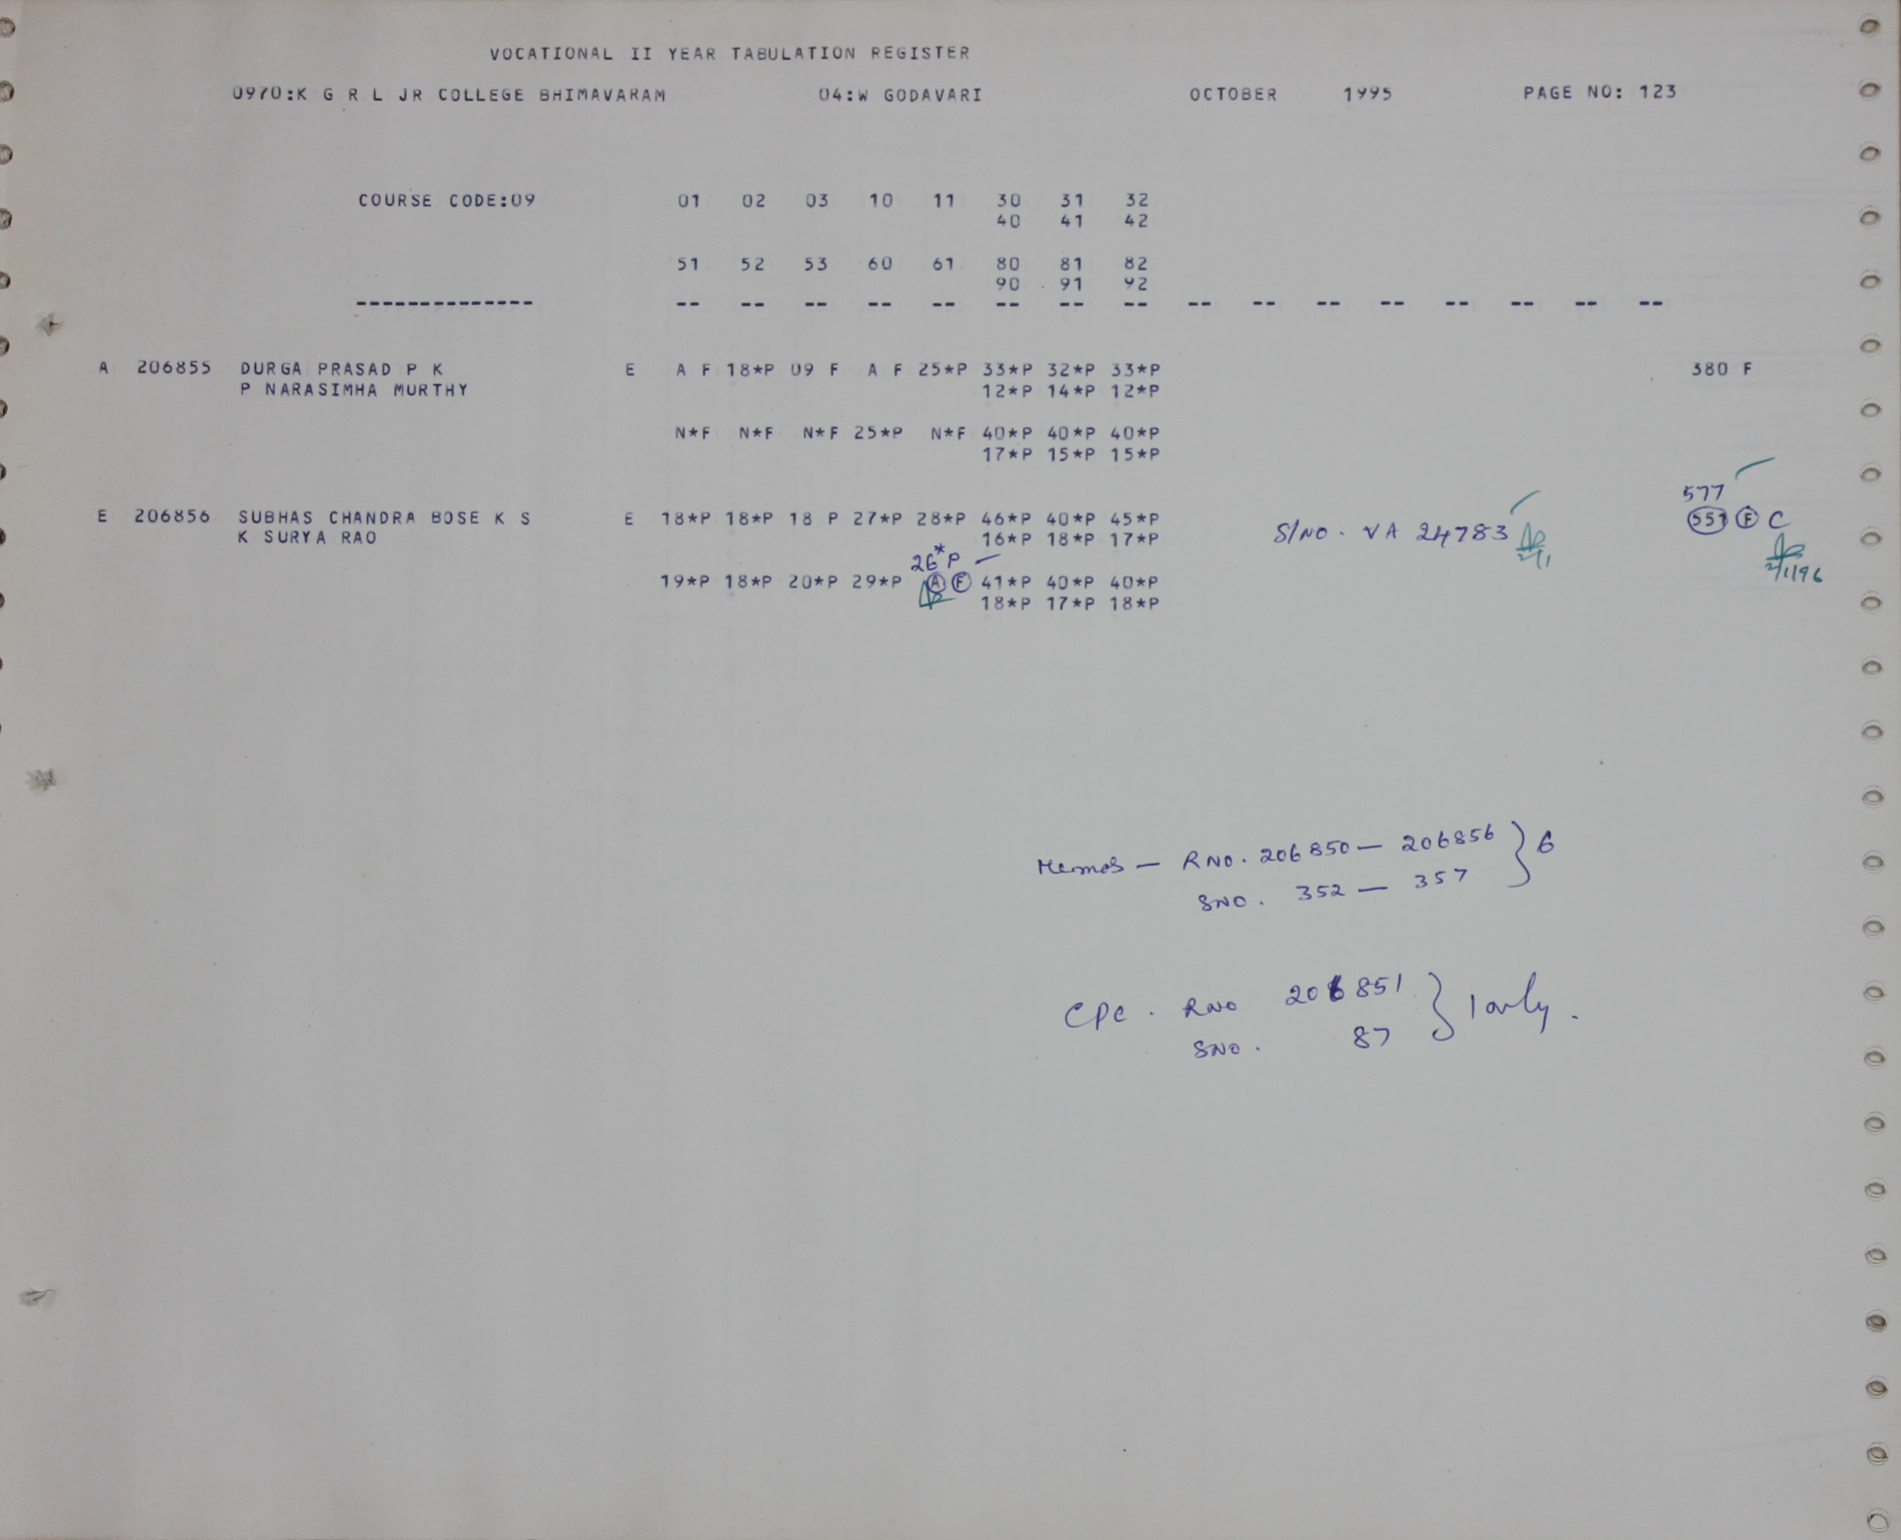 VOCATIONAL II YEAR TABULATION REGISTER
0970:K G R L JR COLLEGE BHIMAVARAM 04:W GODAVARI OCTOBER 1995 PAGE NO: 123
COURSE CODE:09 01 02 03 10 11 30 31 32
40 41 42
51 52 53 60 61 80 81 82
90 91 92
-------------- -- -- -- -- -- -- -- -- -- -- -- -- -- -- -- --
A 206855 DURGA PRASAD P K E A F 18*P 09 F A F 25*P 33*P 32*P 33*P 380 F
P NARASIMHA MURTHY 12*P 14*P 12*P
N*F N*F N*F 25*P N*F 40*P 40*P 40*P
17*P 15*P 15*P
577
E 206856 SUBHAS CHANDRA BOSE K S E 18*P 18*P 18 P 27*P 28*P 46*P 40*P 45*P S/NO. VA 24783 551 F C
K SURYA RAO 16*P 18*P 17*P
26*P
2/1 2/1/96
19*P 18*P 20*P 29*P A F 41*P 40*P 40*P
18*P 17*P 18*P
Memos — RNO. 206850 — 206856 } 6
SNO. 352 — 357
CPC. RNO 206851 } 1 only.
SNO. 87